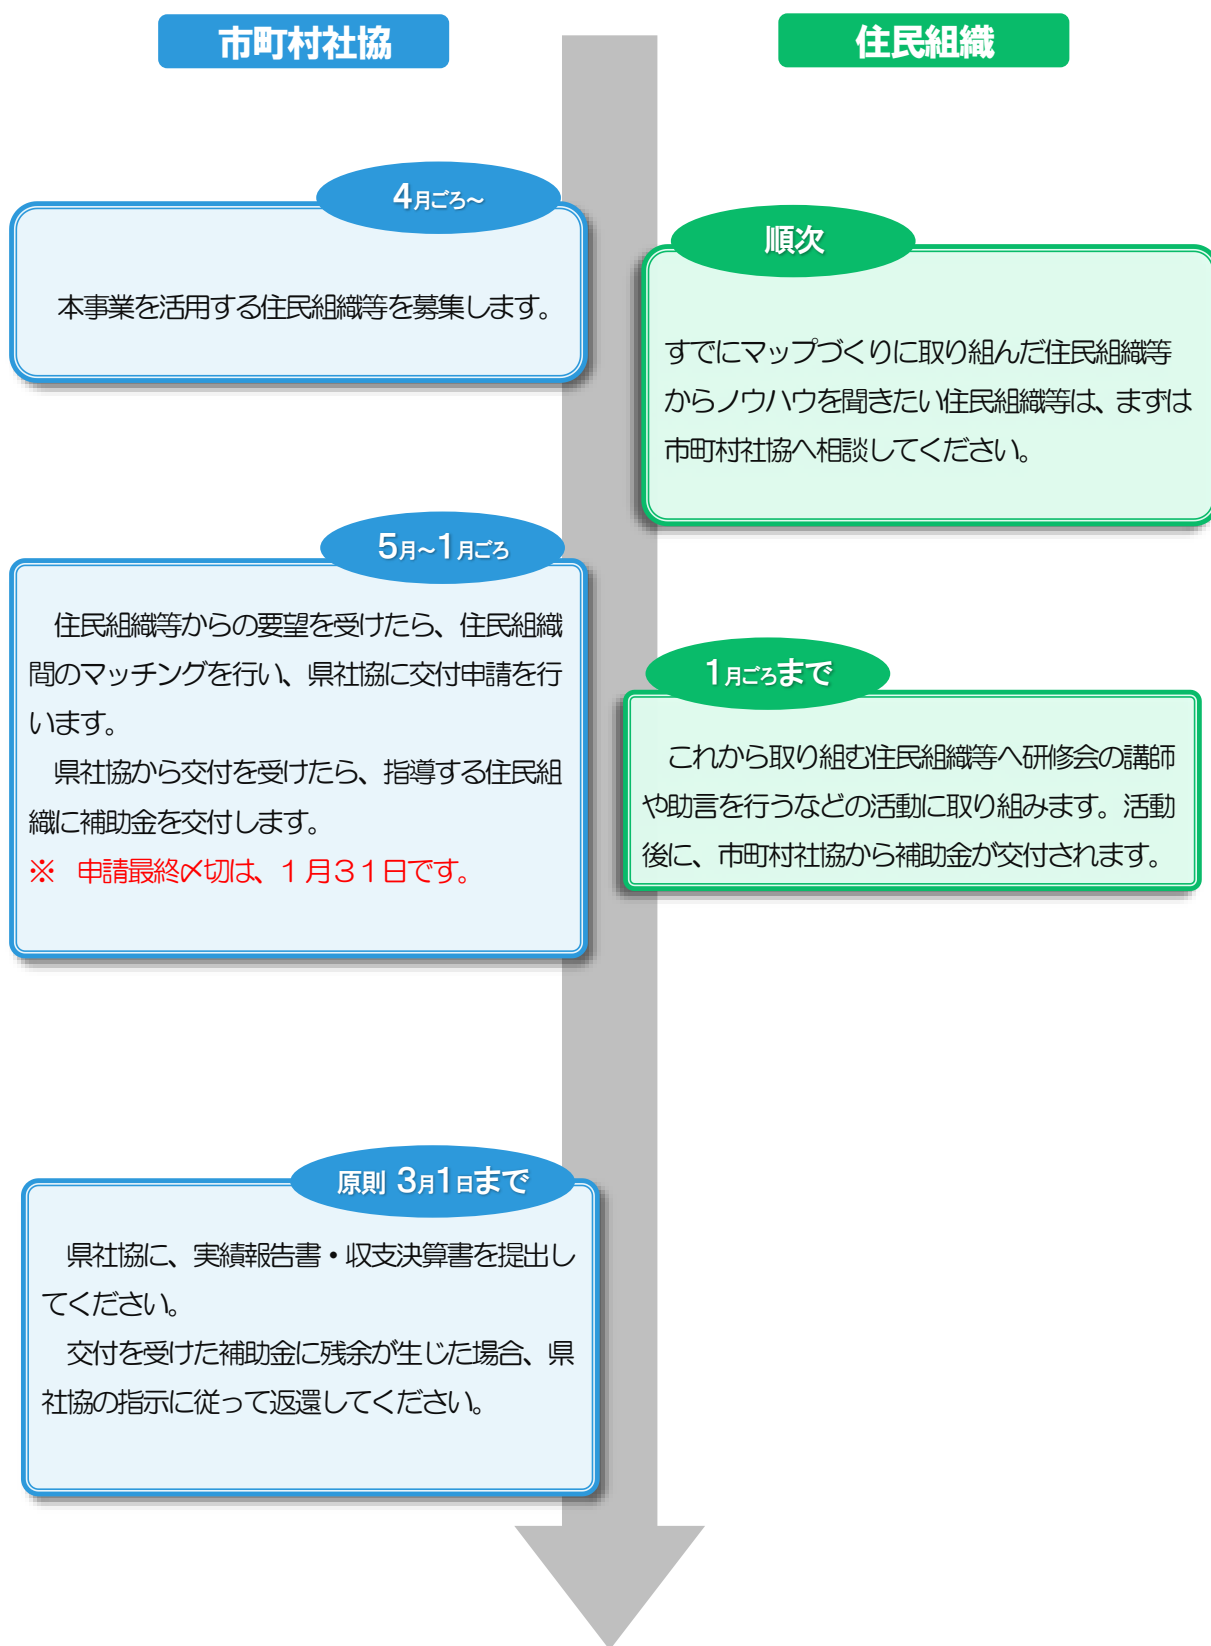 市町村社協
住民組織
4月ごろ~
本事業を活用する住民組織等を募集します。
順次
すでにマップづくりに取り組んだ住民組織等
からノウハウを聞きたい住民組織等は、まずは
市町村社協へ相談してください。
5月~1月ごろ
住民組織等からの要望を受けたら、住民組織
間のマッチングを行い、県社協に交付申請を行
います。
県社協から交付を受けたら、指導する住民組
織に補助金を交付します。
※　申請最終〆切は、１月３１日です。
1月ごろまで
これから取り組む住民組織等へ研修会の講師
や助言を行うなどの活動に取り組みます。活動
後に、市町村社協から補助金が交付されます。
原則 3月1日まで
県社協に、実績報告書・収支決算書を提出し
てください。
交付を受けた補助金に残余が生じた場合、県
社協の指示に従って返還してください。